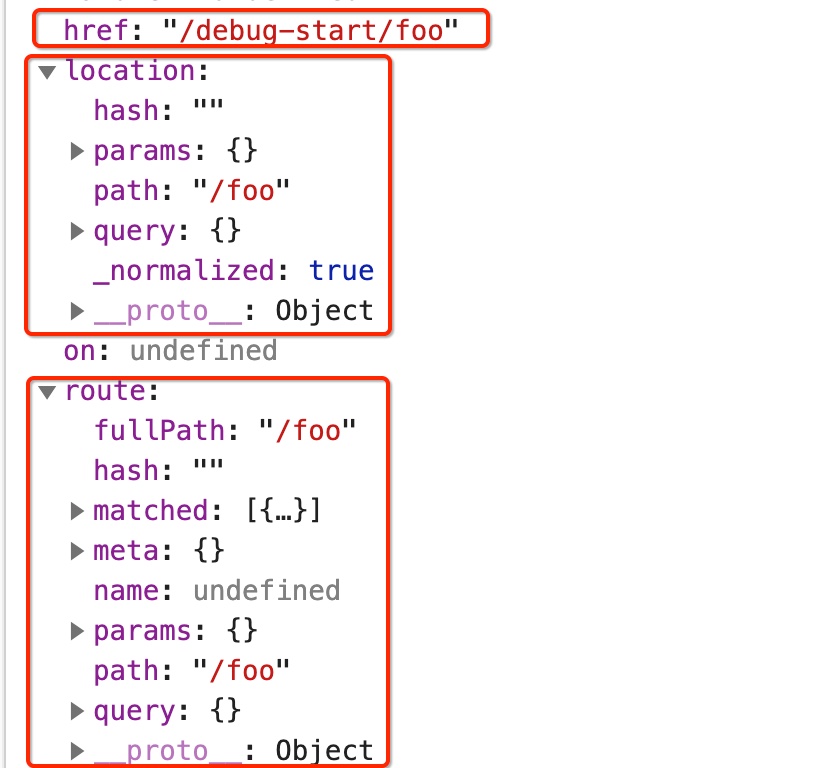 href: "/debug-start/foo"
▼ location:
hash: ""
▶ params: {}
path: "/foo"
▶ query: {}
_normalized: true
▶ __proto__: Object
on: undefined
▼ route:
fullPath: "/foo"
hash: ""
▶ matched: [{…}]
▶ meta: {}
name: undefined
▶ params: {}
path: "/foo"
▶ query: {}
▶ __proto__: Object